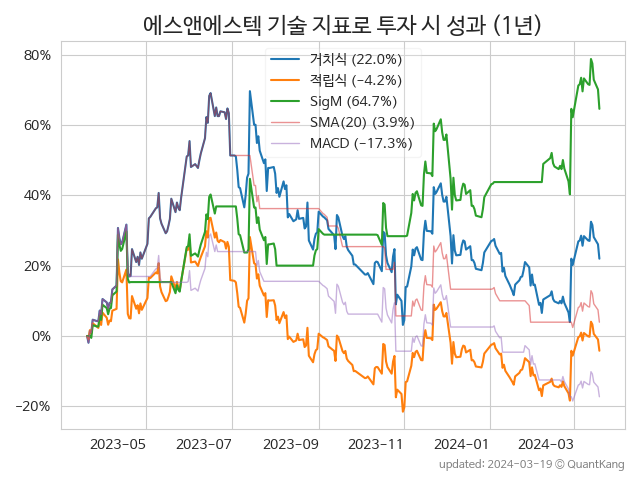 에스앤에스텍 기술 지표로 투자 시 성과 (1년)
거치식 (22.0%)
적립식 (−4.2%)
SigM (64.7%)
SMA(20) (3.9%)
MACD (−17.3%)
80%
60%
40%
20%
0%
−20%
2023-05 2023-07 2023-09 2023-11 2024-01 2024-03
updated: 2024-03-19 ⓒ QuantKang